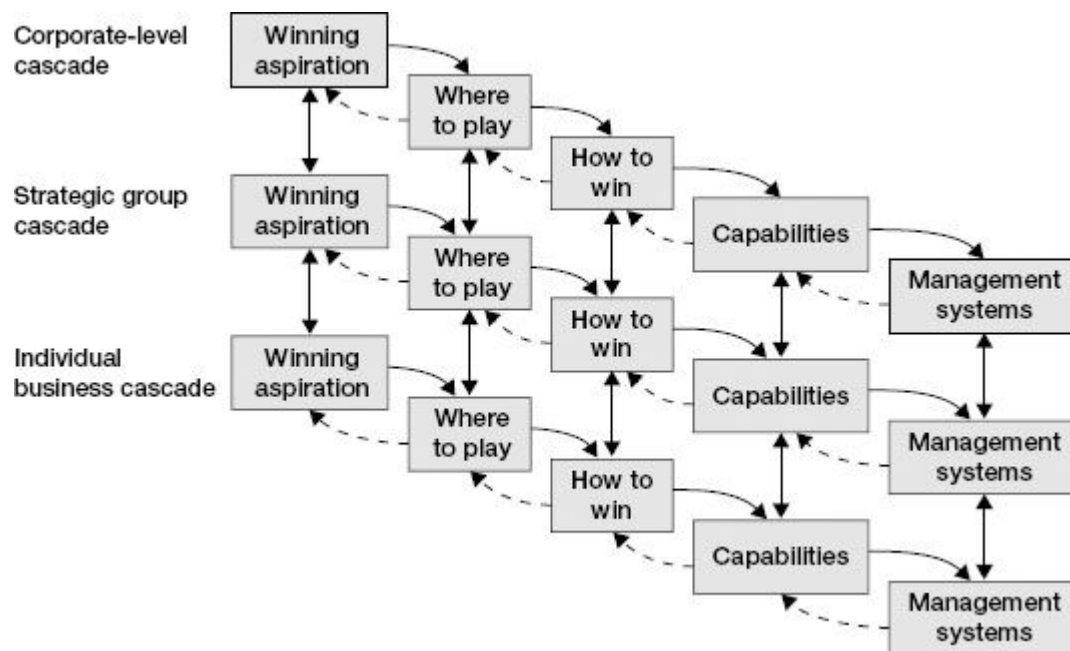 Corporate-level
cascade
Winning
aspiration
Where
to play
How to
win
Capabilities
Management
systems
Strategic group
cascade
Winning
aspiration
Where
to play
How to
win
Capabilities
Management
systems
Individual
business cascade
Winning
aspiration
Where
to play
How to
win
Capabilities
Management
systems